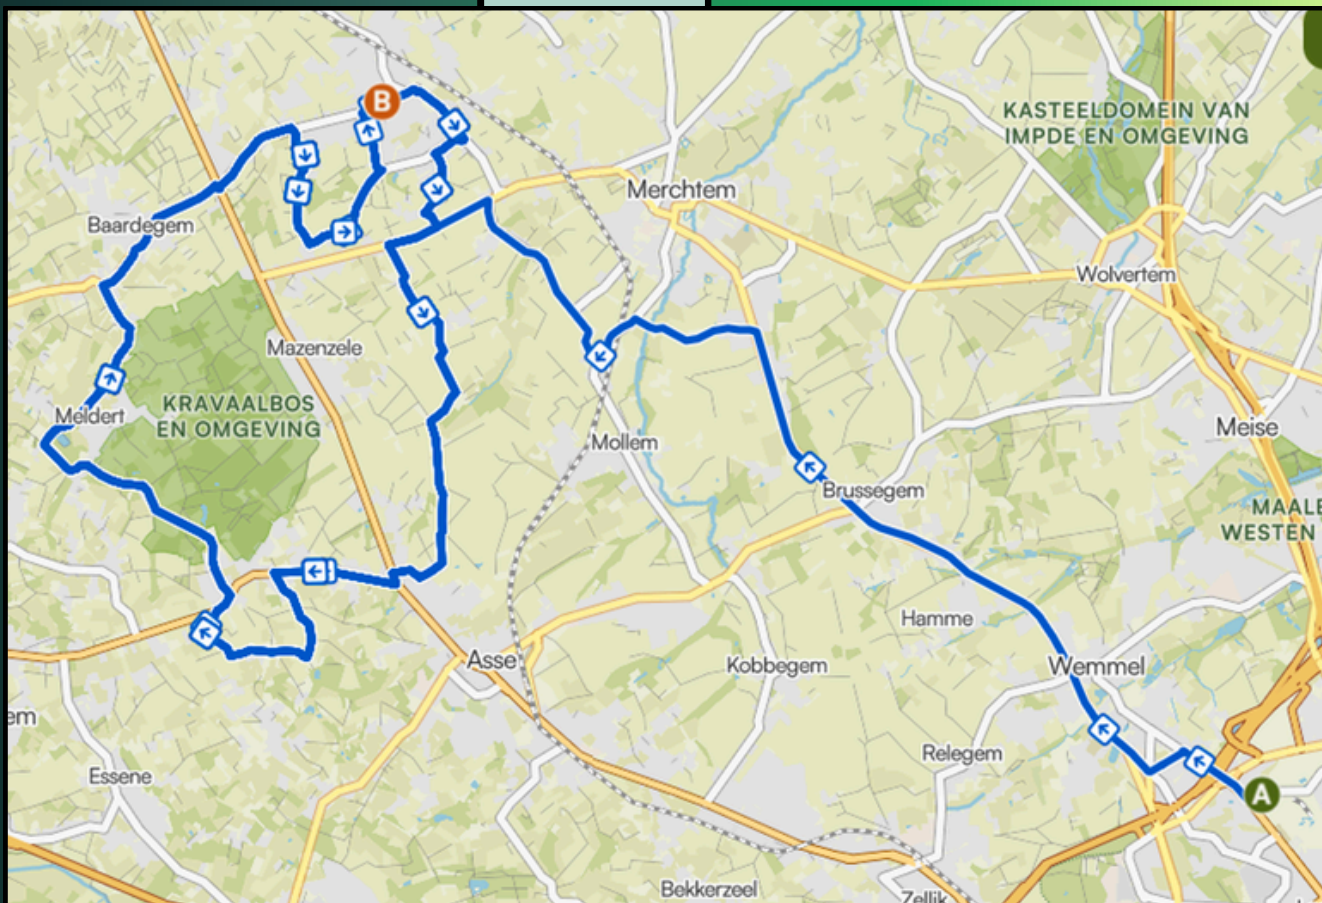 B
KASTEELDOMEIN VAN
IMPDE EN OMGEVING
Merchtem
Baardegem
Wolvertem
Mazenzele
KRAVAALBOS
EN OMGEVING
Meldert
Meise
Mollem
Brussegem
MAALE
WESTEN
Hamme
Asse
Kobbegem
Wemmel
em
Relegem
Essene
A
Bekkerzeel
Zellik